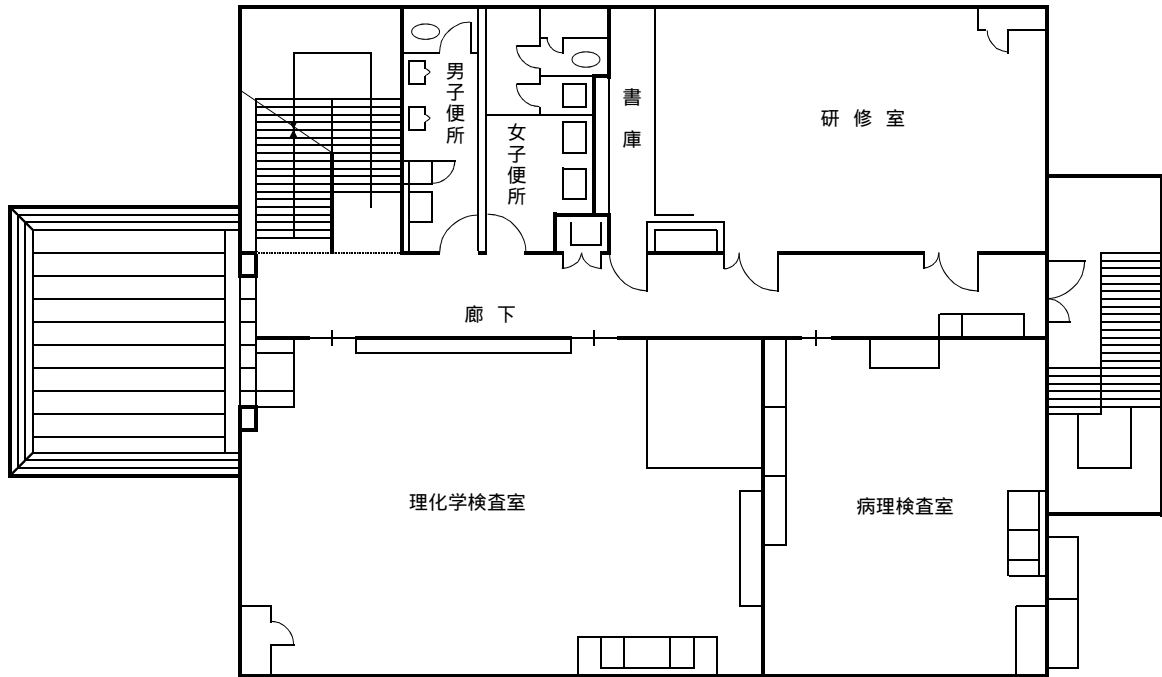 男子便所
女子便所
書庫
研修室
廊下
理化学検査室
病理検査室